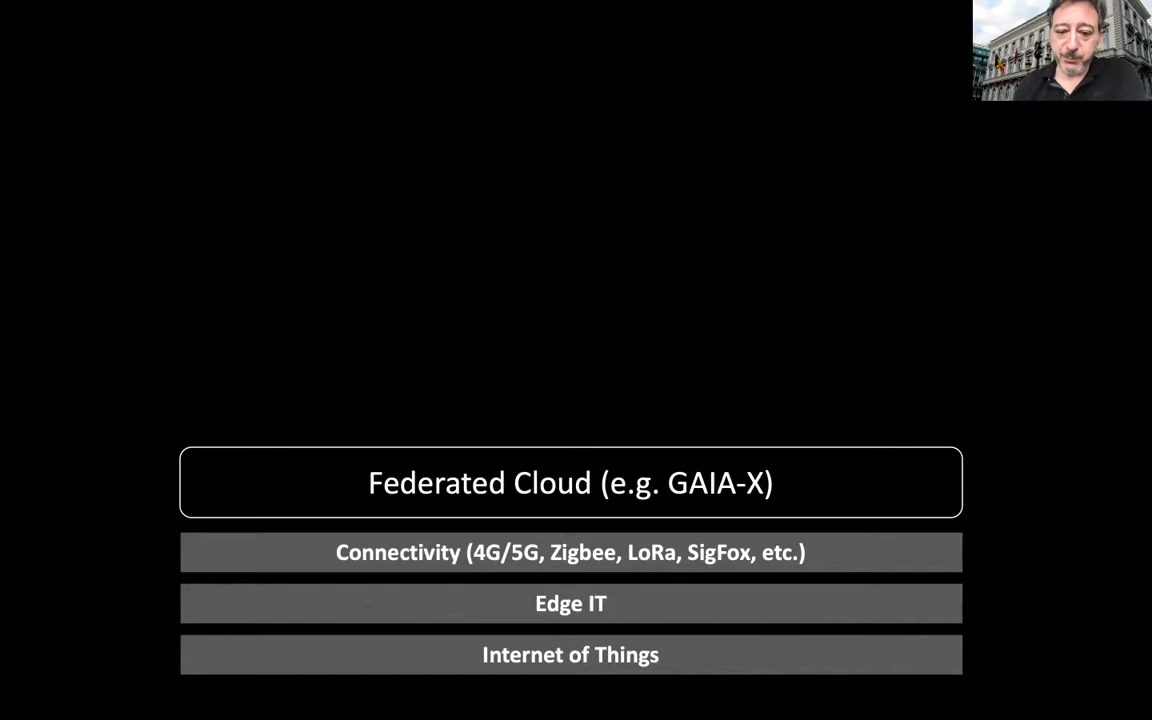 Federated Cloud (e.g. GAIA-X)
Connectivity (4G/5G, Zigbee, LoRa, SigFox, etc.)
Edge IT
Internet of Things